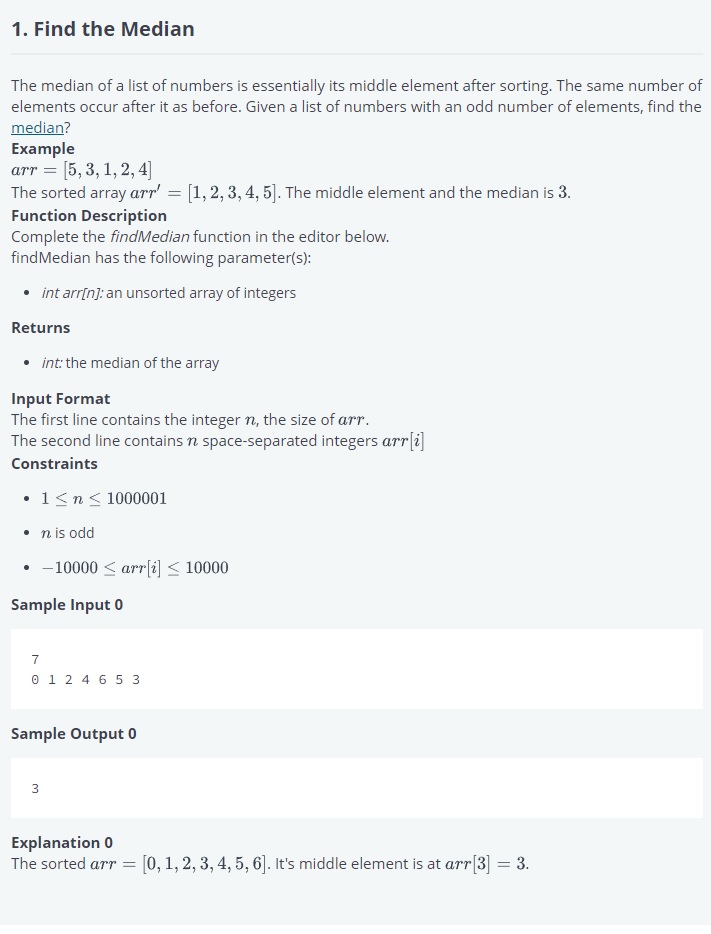 1. Find the Median
The median of a list of numbers is essentially its middle element after sorting. The same number of
elements occur after it as before. Given a list of numbers with an odd number of elements, find the
median?
Example
arr = [5, 3, 1, 2, 4]
The sorted array arr′ = [1, 2, 3, 4, 5]. The middle element and the median is 3.
Function Description
Complete the findMedian function in the editor below.
findMedian has the following parameter(s):
• int arr[n]: an unsorted array of integers
Returns
• int: the median of the array
Input Format
The first line contains the integer n, the size of arr.
The second line contains n space-separated integers arr[i]
Constraints
• 1 ≤ n ≤ 1000001
• n is odd
• −10000 ≤ arr[i] ≤ 10000
Sample Input 0
7
0 1 2 4 6 5 3
Sample Output 0
3
Explanation 0
The sorted arr = [0, 1, 2, 3, 4, 5, 6]. It's middle element is at arr[3] = 3.